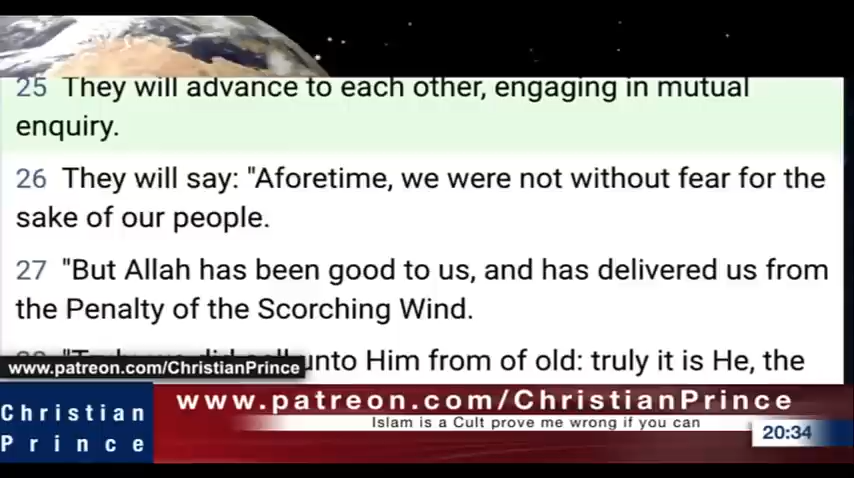 25 They will advance to each other, engaging in mutual
enquiry.
26 They will say: "Aforetime, we were not without fear for the
sake of our people.
27 "But Allah has been good to us, and has delivered us from
the Penalty of the Scorching Wind.
unto Him from of old: truly it is He, the
www.patreon.com/ChristianPrince
www.patreon.com/ChristianPrince
Christian
Prince
Islam is a Cult prove me wrong if you can
20:34